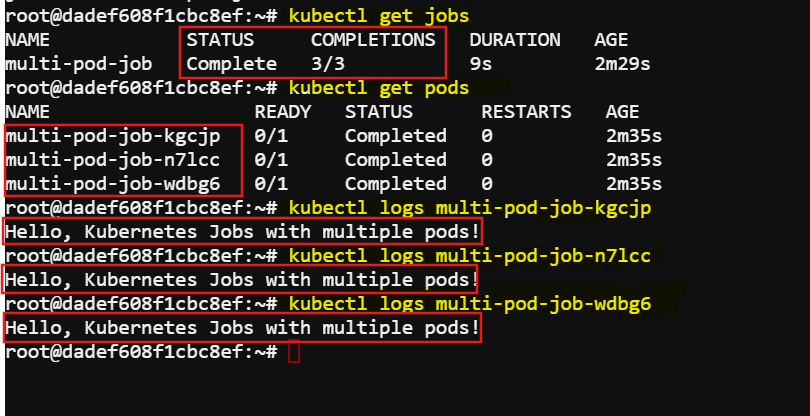 root@dadef608f1cbc8ef:~# kubectl get jobs
NAME STATUS COMPLETIONS DURATION AGE
multi-pod-job Complete 3/3 9s 2m29s
root@dadef608f1cbc8ef:~# kubectl get pods
NAME READY STATUS RESTARTS AGE
multi-pod-job-kgcjp 0/1 Completed 0 2m35s
multi-pod-job-n7lcc 0/1 Completed 0 2m35s
multi-pod-job-wdbg6 0/1 Completed 0 2m35s
root@dadef608f1cbc8ef:~# kubectl logs multi-pod-job-kgcjp
Hello, Kubernetes Jobs with multiple pods!
root@dadef608f1cbc8ef:~# kubectl logs multi-pod-job-n7lcc
Hello, Kubernetes Jobs with multiple pods!
root@dadef608f1cbc8ef:~# kubectl logs multi-pod-job-wdbg6
Hello, Kubernetes Jobs with multiple pods!
root@dadef608f1cbc8ef:~#